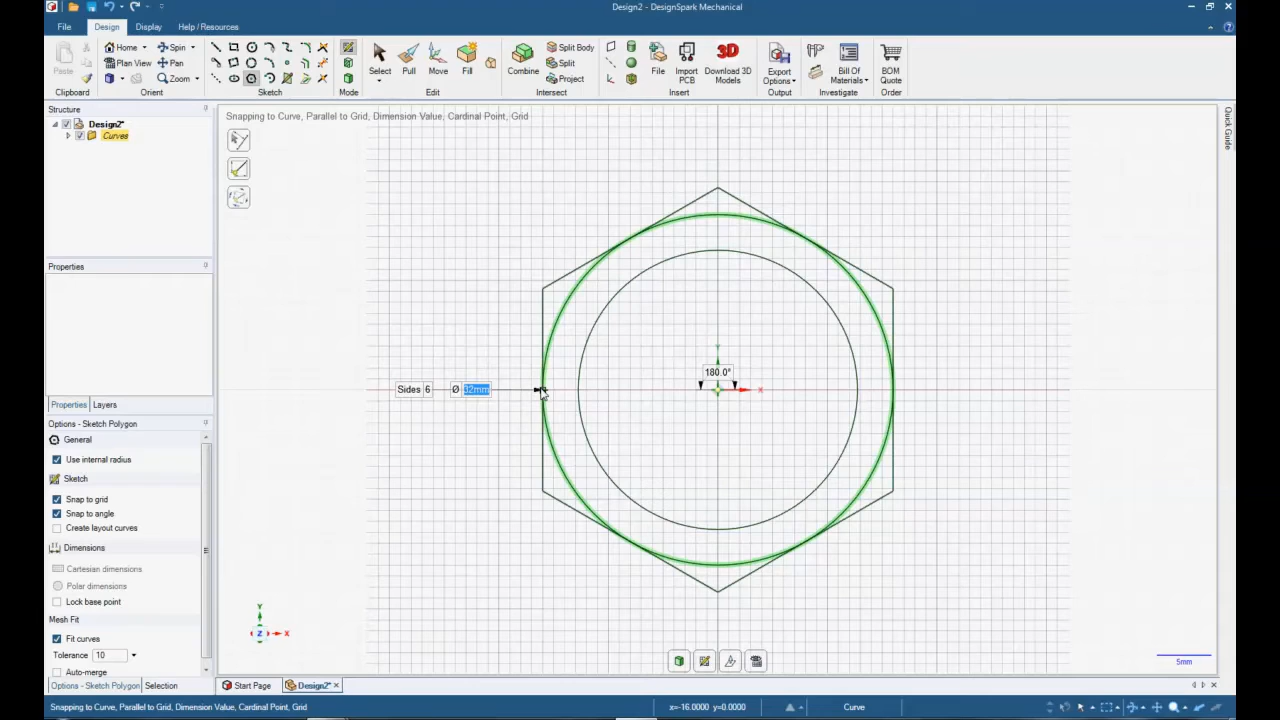 Design2 - DesignSpark Mechanical
File Design Display Help / Resources
Paste
Home Spin
Plan View Pan
Zoom
Select Pull Move Fill
Combine
Split Body
Split
Project
File Import PCB Download 3D Models
Export Options
Bill Of Materials
BOM Quote
Clipboard Orient Sketch Mode Edit Intersect Insert Output Investigate Order
Structure
Design2*
Curves
Properties
Properties Layers
Options - Sketch Polygon
General
Use internal radius
Sketch
Snap to grid
Snap to angle
Create layout curves
Dimensions
Cartesian dimensions
Polar dimensions
Lock base point
Mesh Fit
Fit curves
Tolerance 10
Auto-merge
Options - Sketch Polygon Selection
Snapping to Curve, Parallel to Grid, Dimension Value, Cardinal Point, Grid
Quick Guide
Sides 6 Ø 32mm
180.0°
Y
X
Y
Z X
5mm
Start Page Design2*
Snapping to Curve, Parallel to Grid, Dimension Value, Cardinal Point, Grid
x=-16.0000 y=0.0000
Curve